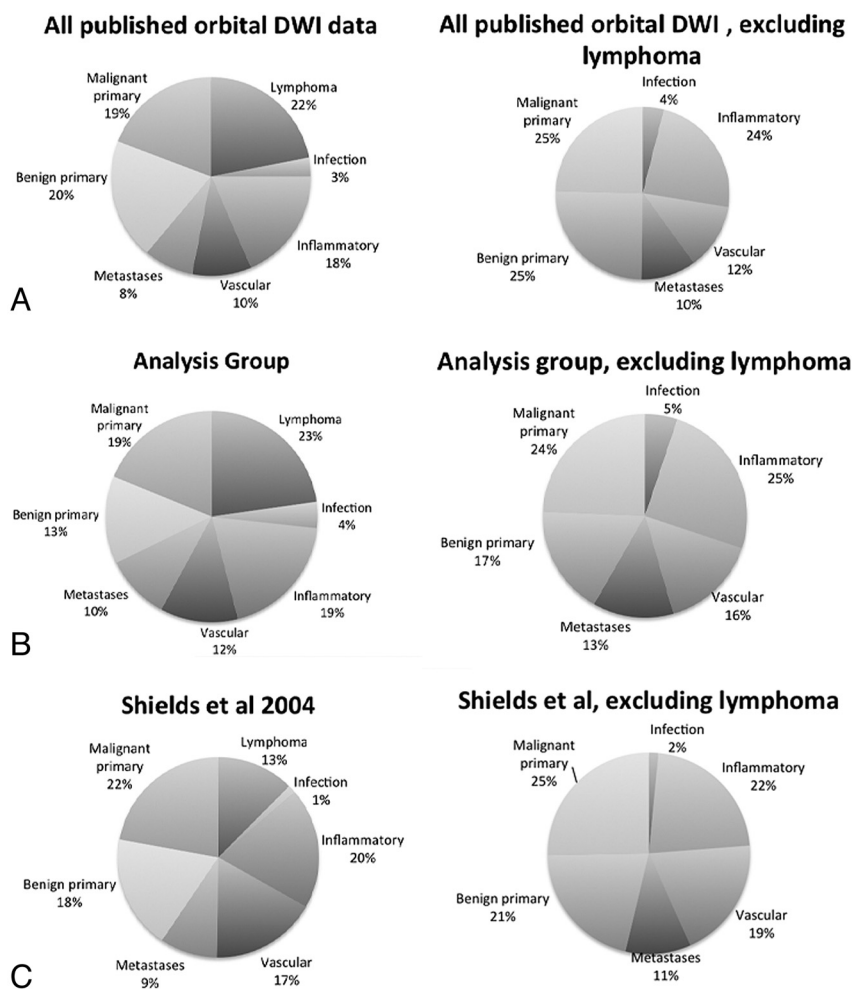 All published orbital DWI data
Malignant
primary
19%
Lymphoma
22%
Infection
3%
Inflammatory
18%
Vascular
10%
Metastases
8%
Benign primary
20%
A
All published orbital DWI , excluding
lymphoma
Infection
4%
Inflammatory
24%
Vascular
12%
Metastases
10%
Benign primary
25%
Malignant
primary
25%
Analysis Group
Malignant
primary
19%
Lymphoma
23%
Infection
4%
Inflammatory
19%
Vascular
12%
Metastases
10%
Benign primary
13%
B
Analysis group, excluding lymphoma
Infection
5%
Inflammatory
25%
Vascular
16%
Metastases
13%
Benign primary
17%
Malignant
primary
24%
Shields et al 2004
Malignant
primary
22%
Lymphoma
13%
Infection
1%
Inflammatory
20%
Vascular
17%
Metastases
9%
Benign primary
18%
C
Shields et al, excluding lymphoma
Infection
2%
Inflammatory
22%
Vascular
19%
Metastases
11%
Benign primary
21%
Malignant
primary
25%